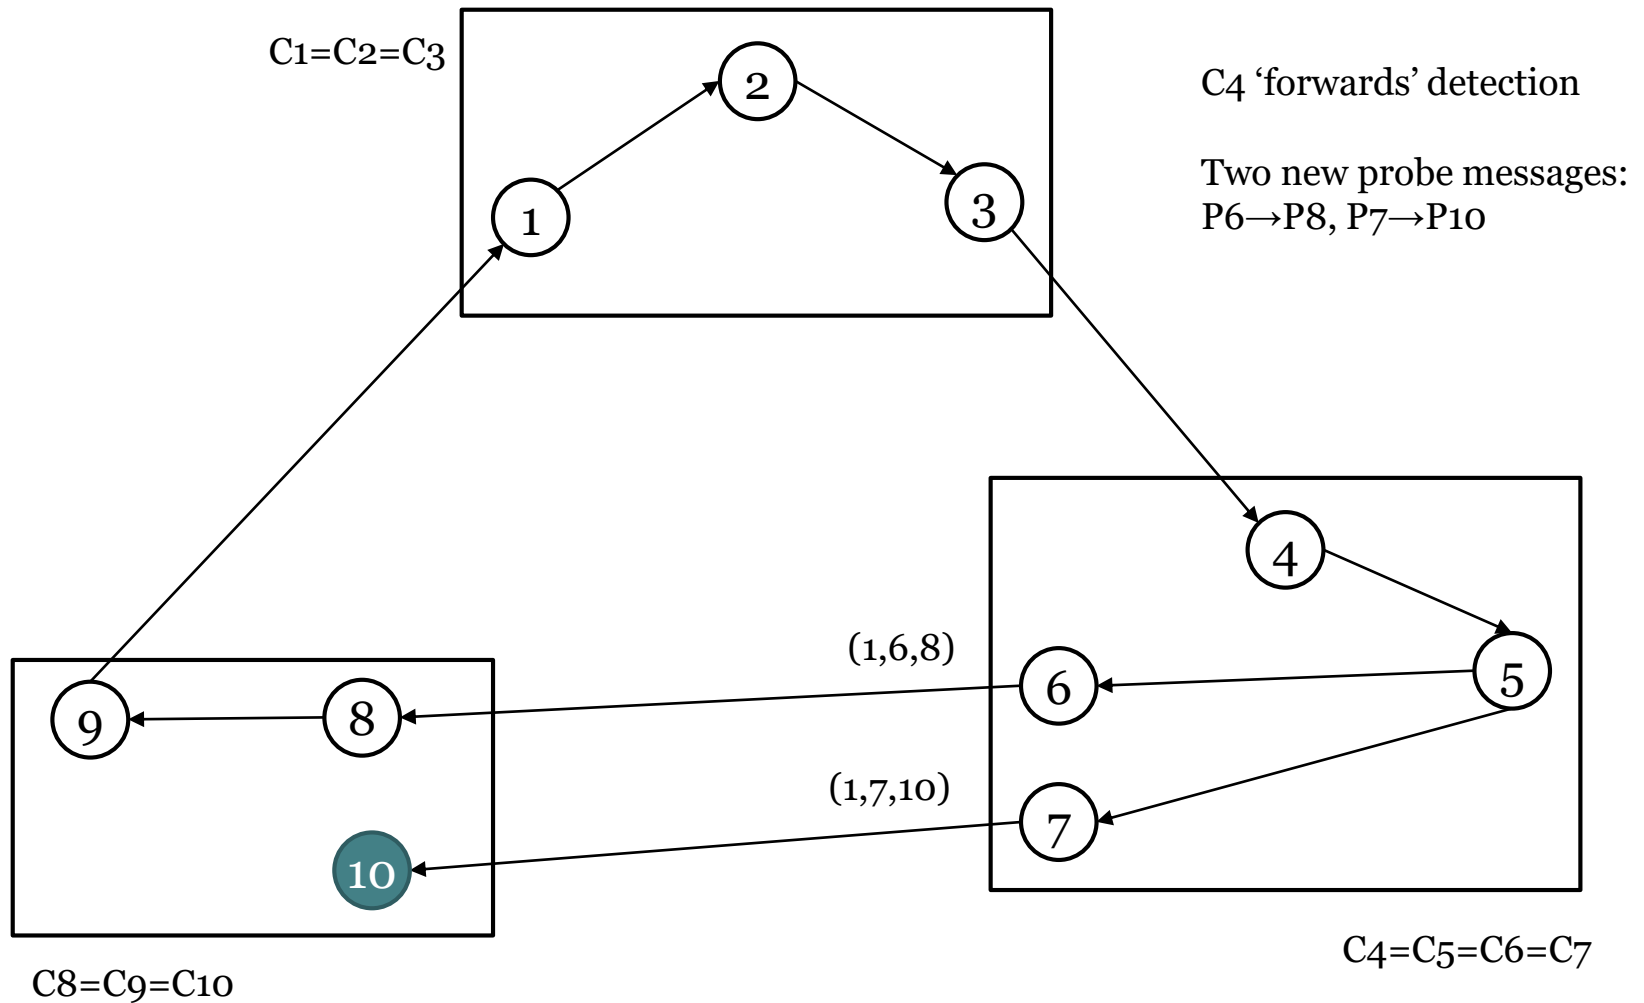 C1=C2=C3
C4 ‘forwards’ detection
Two new probe messages:
P6→P8, P7→P10
2
1
3
4
(1,6,8)
6
5
9
8
(1,7,10)
7
10
C4=C5=C6=C7
C8=C9=C10